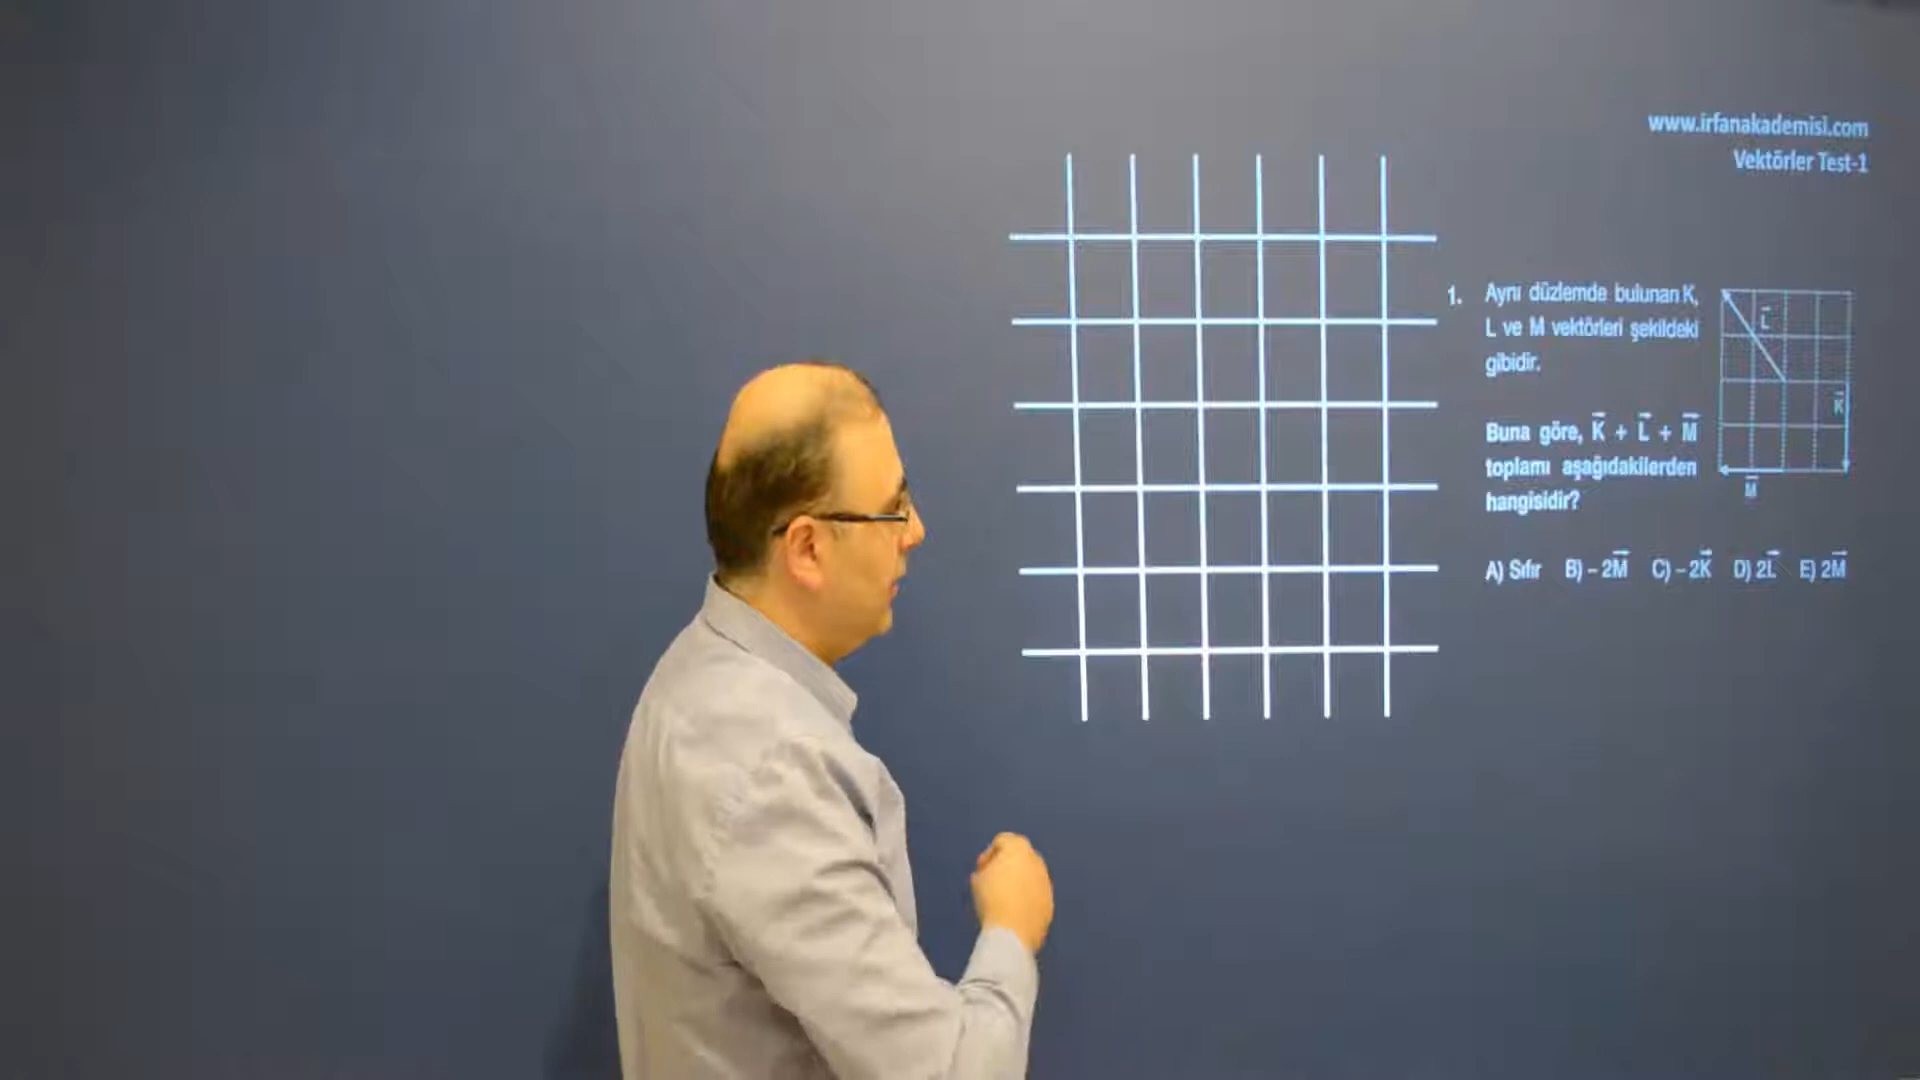 www.irfanakademisi.com
Vektörler Test-1
1. Aynı düzlemde bulunan K,
L ve M vektörleri şekildeki
gibidir.
L⃗
K⃗
M⃗
Buna göre, K⃗ + L⃗ + M⃗
toplamı aşağıdakilerden
hangisidir?
A) Sıfır B) – 2M⃗ C) – 2K⃗ D) 2L⃗ E) 2M⃗